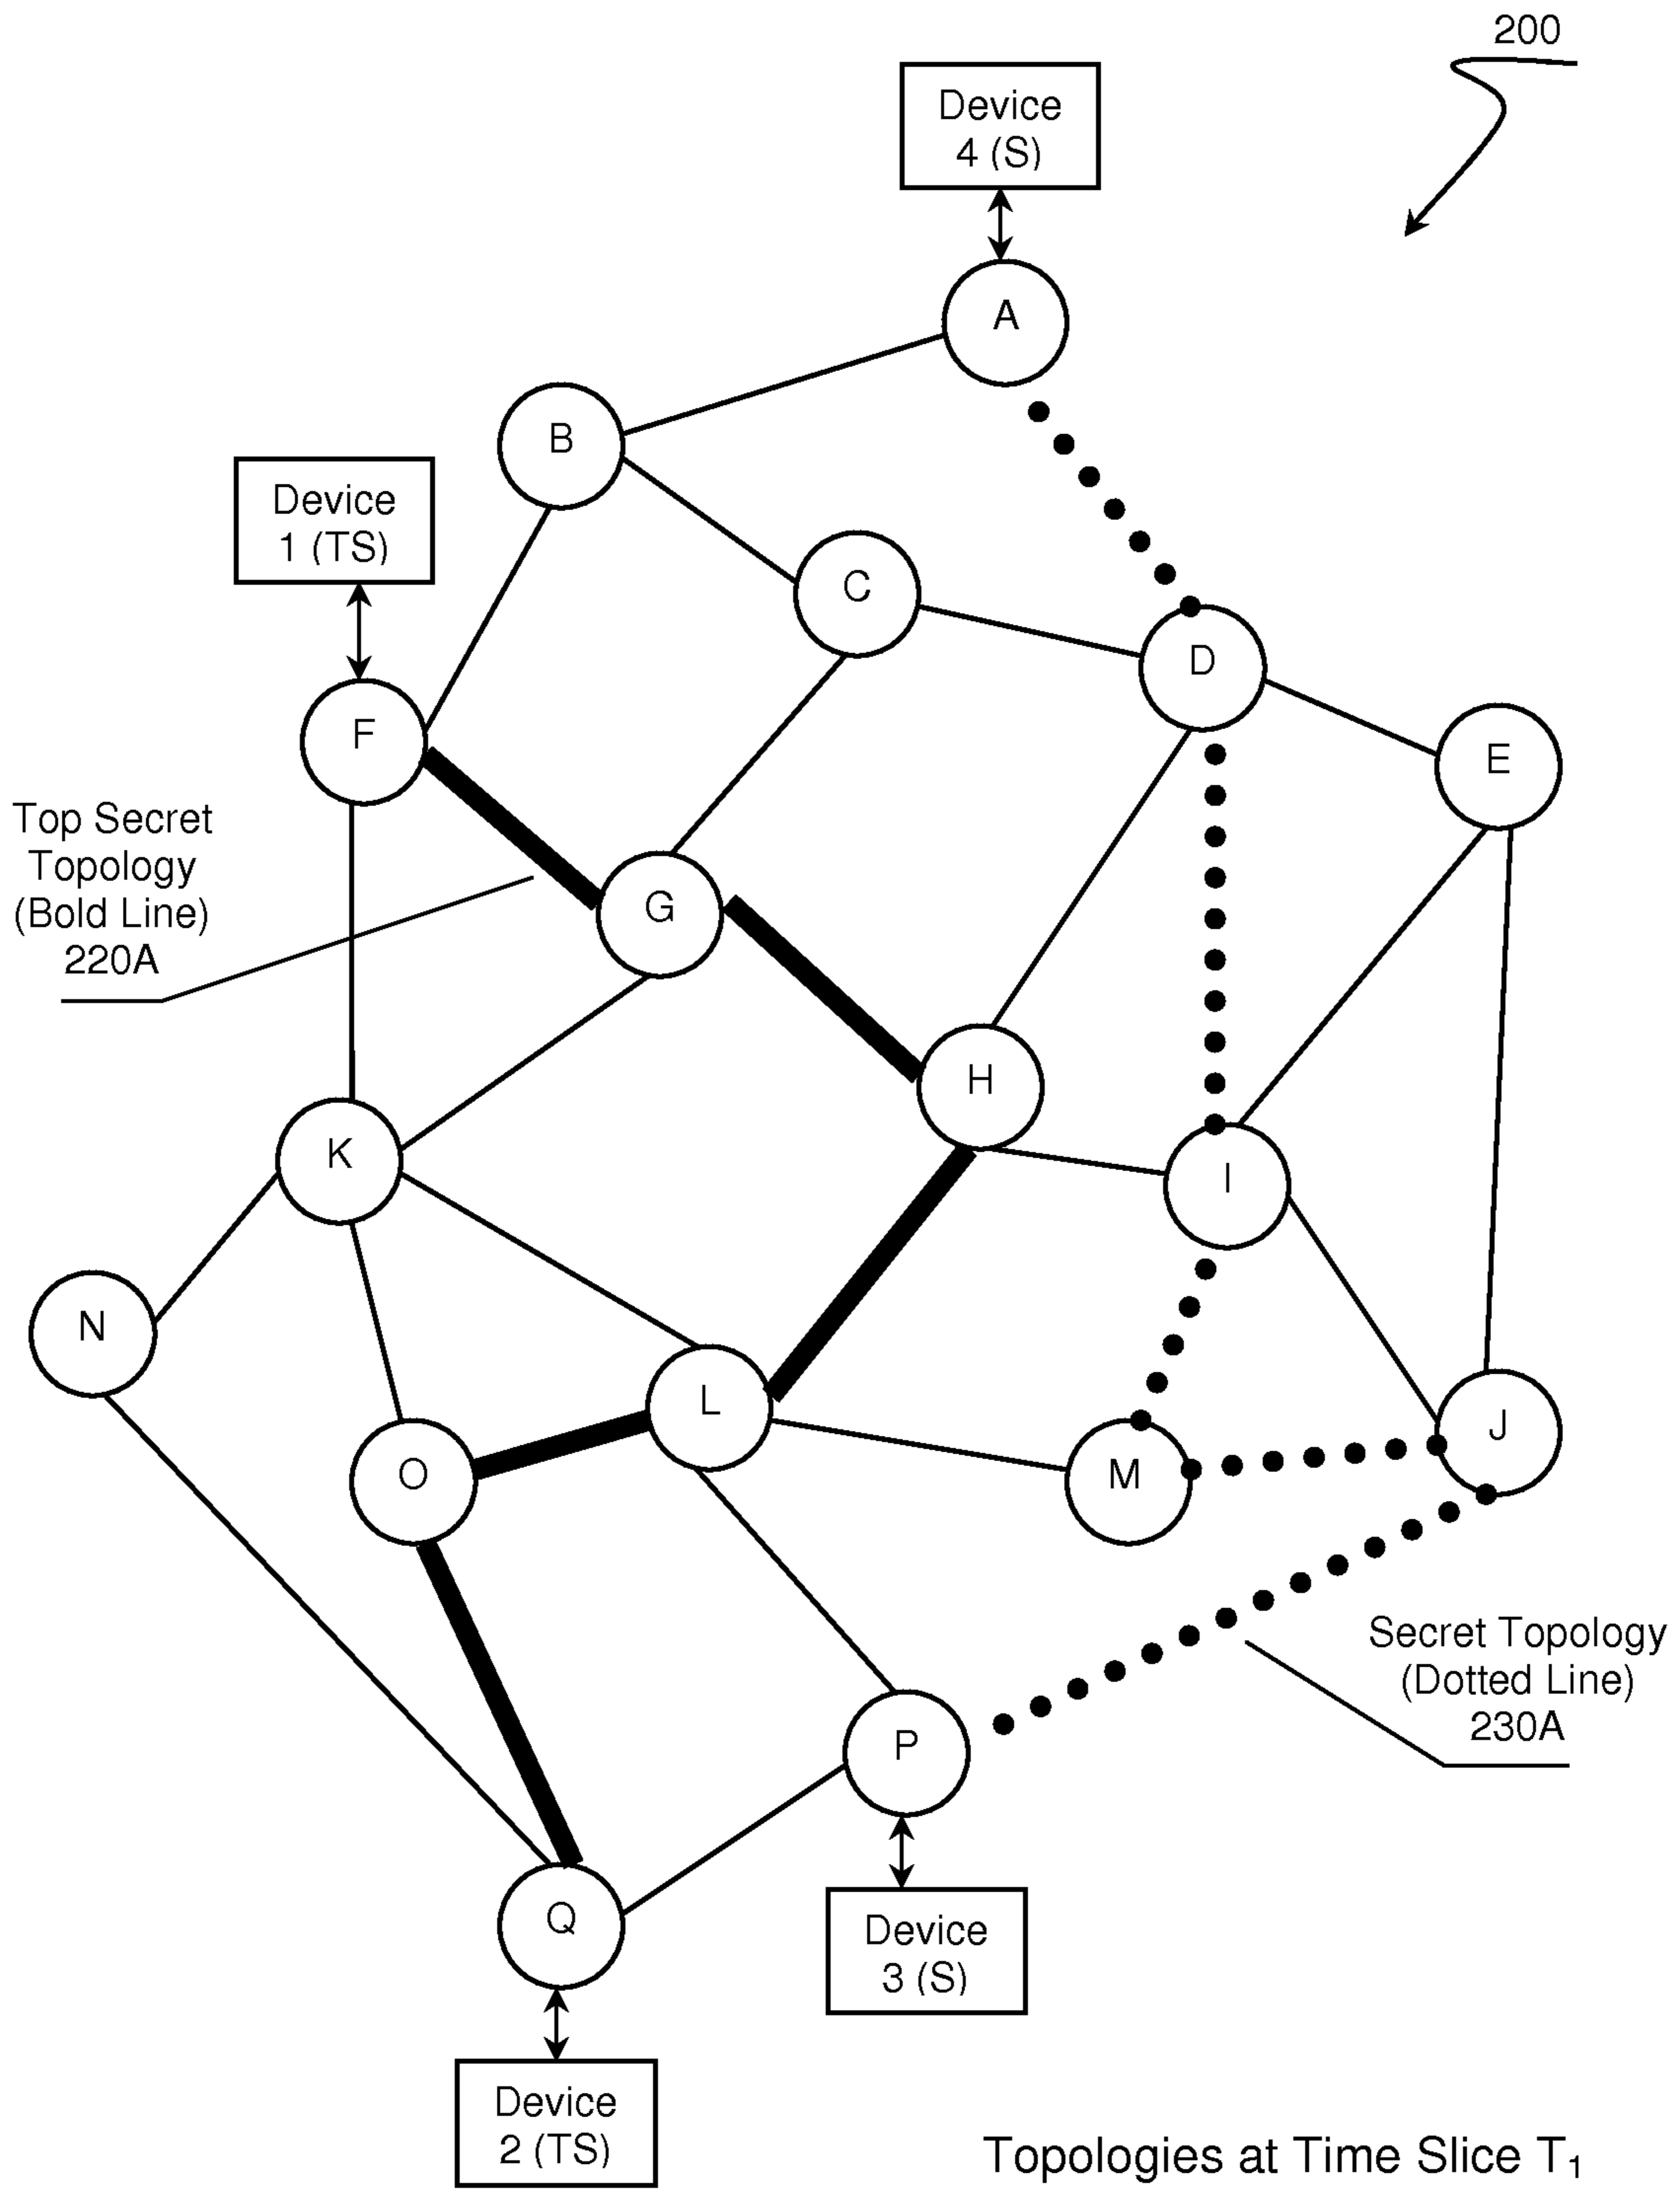 200
Device
4 (S)
A
B
Device
1 (TS)
C
D
F
E
Top Secret
Topology
(Bold Line)
220A
G
H
K
I
N
L
J
O
M
Secret Topology
(Dotted Line)
230A
P
Q
Device
3 (S)
Device
2 (TS)
Topologies at Time Slice T1